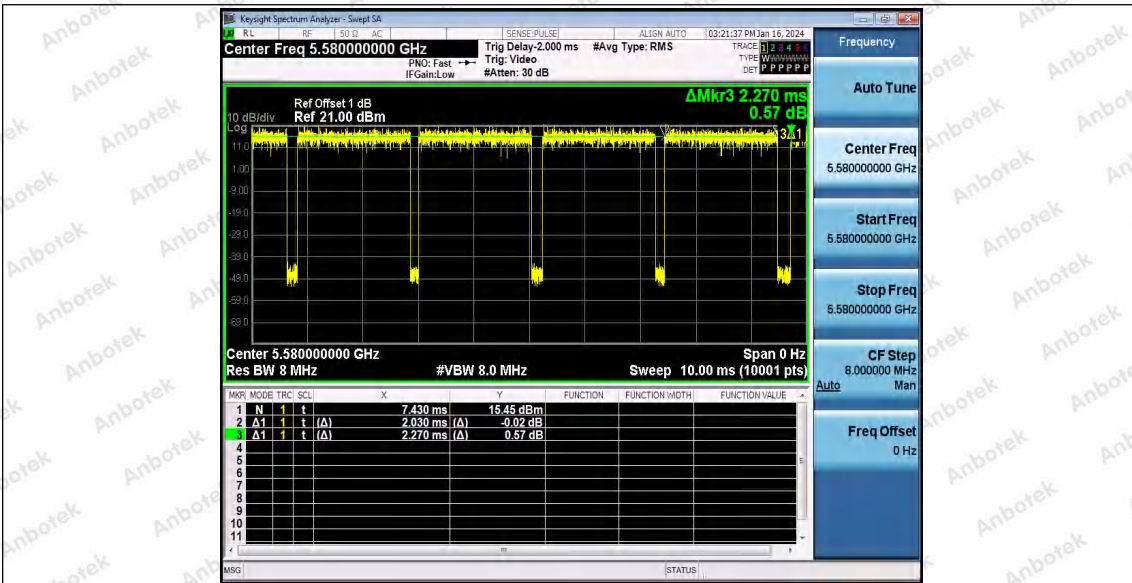 Keysight Spectrum Analyzer - Swept SA
RL RF 50 Ω AC SENSE:PULSE ALIGN AUTO 03:21:37 PM Jan 16, 2024
Center Freq 5.580000000 GHz
PNO: Fast
IFGain:Low
Trig Delay-2.000 ms
Trig: Video
#Atten: 30 dB
#Avg Type: RMS
TRACE 1 2 3 4 5 6
TYPE WWWWWW
DET P P P P P P
ΔMkr3 2.270 ms
0.57 dB
Ref Offset 1 dB
10 dB/div Ref 21.00 dBm
Log
11.0
1.00
-9.00
-19.0
-29.0
-39.0
-49.0
-59.0
-69.0
3Δ1
Center 5.580000000 GHz Span 0 Hz
Res BW 8 MHz #VBW 8.0 MHz Sweep 10.00 ms (10001 pts)
MKR MODE TRC SCL X Y FUNCTION FUNCTION WIDTH FUNCTION VALUE
1 N 1 t 7.430 ms 15.45 dBm
2 Δ1 1 t (Δ) 2.030 ms (Δ) -0.02 dB
3 Δ1 1 t (Δ) 2.270 ms (Δ) 0.57 dB
4
5
6
7
8
9
10
11
MSG STATUS
Frequency
Auto Tune
Center Freq
5.580000000 GHz
Start Freq
5.580000000 GHz
Stop Freq
5.580000000 GHz
CF Step
8.000000 MHz
Auto Man
Freq Offset
0 Hz
Anbotek